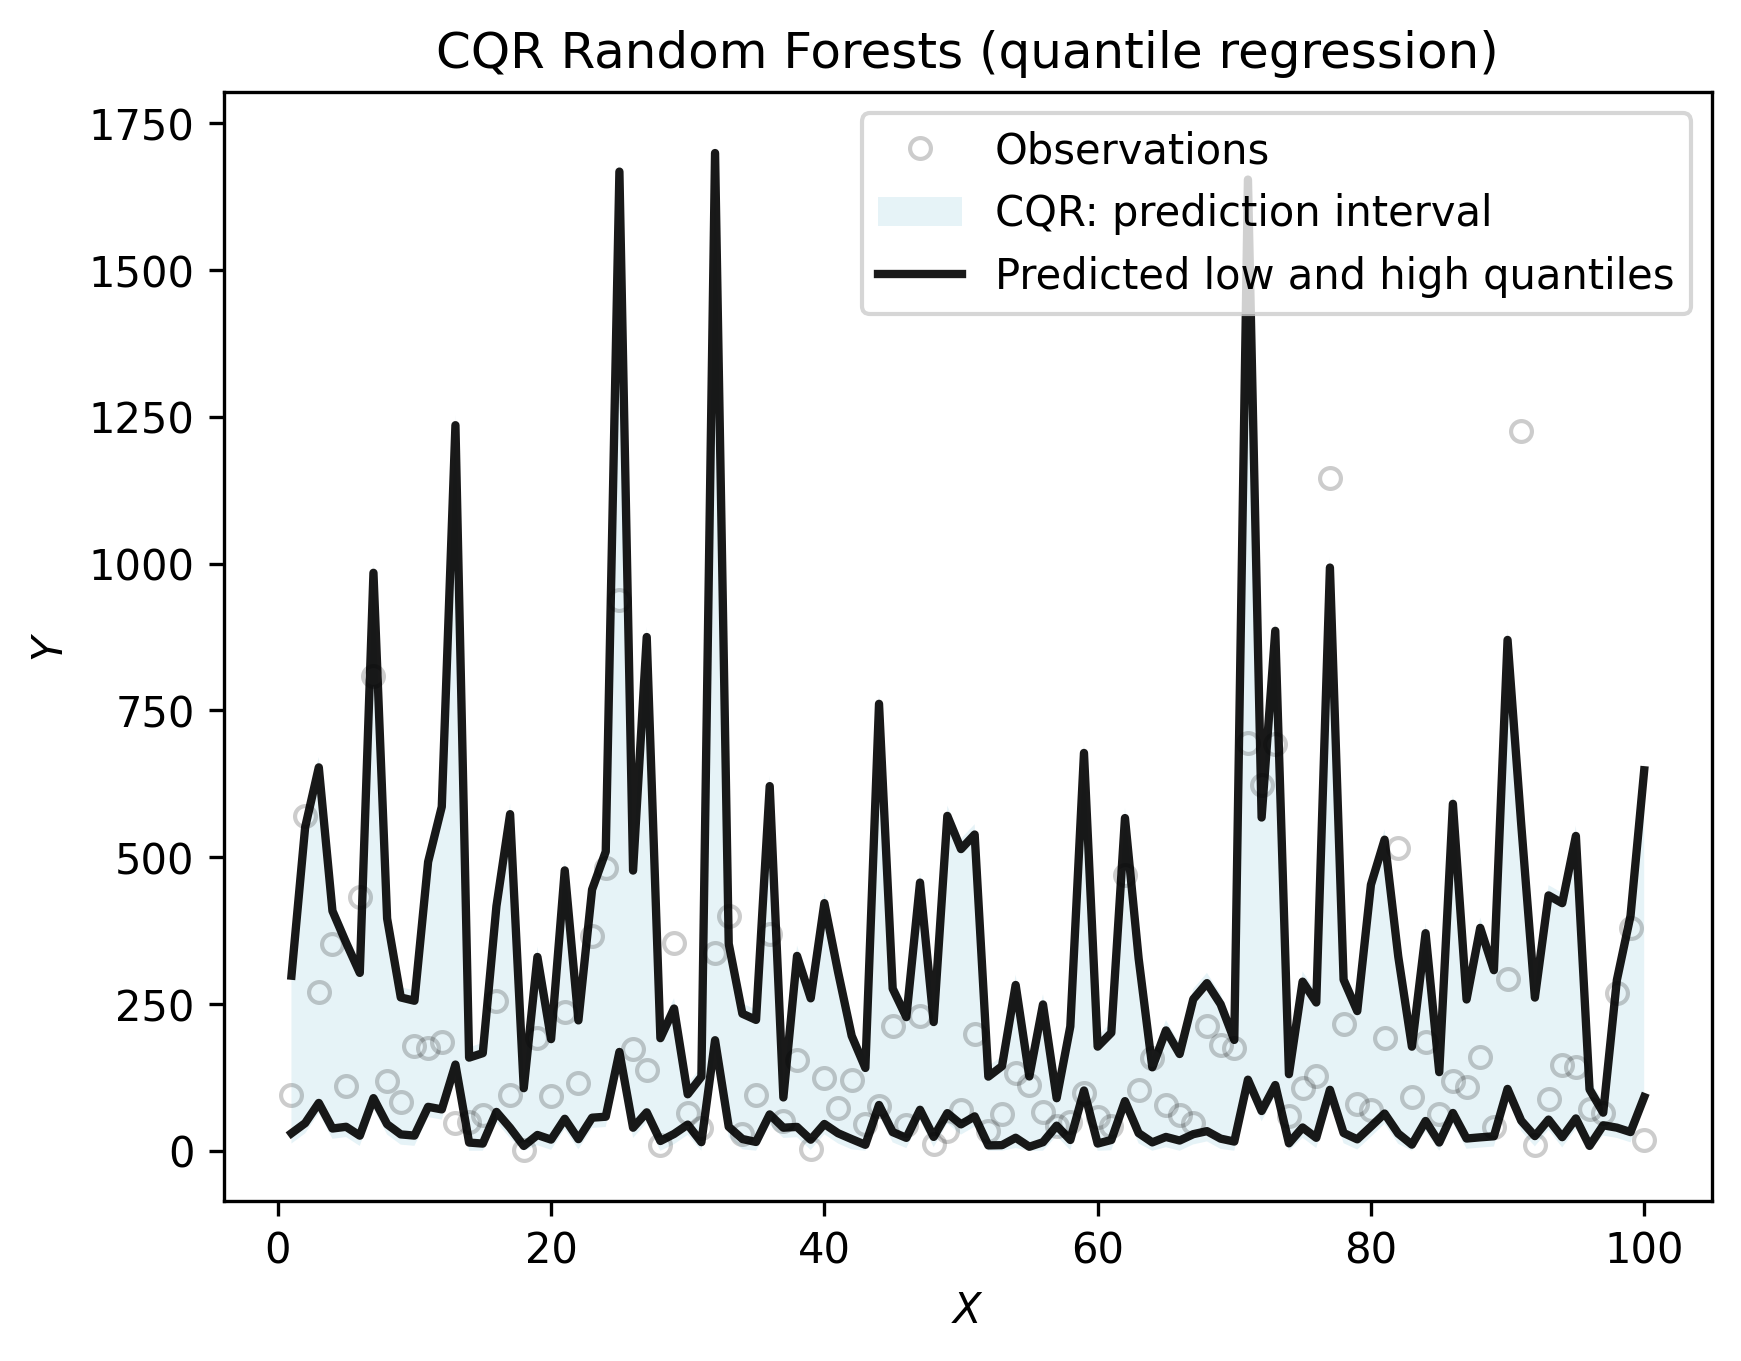 CQR Random Forests (quantile regression)
Observations
CQR: prediction interval
Predicted low and high quantiles
1750
1500
1250
1000
750
500
250
0
Y
0 20 40 60 80 100
X